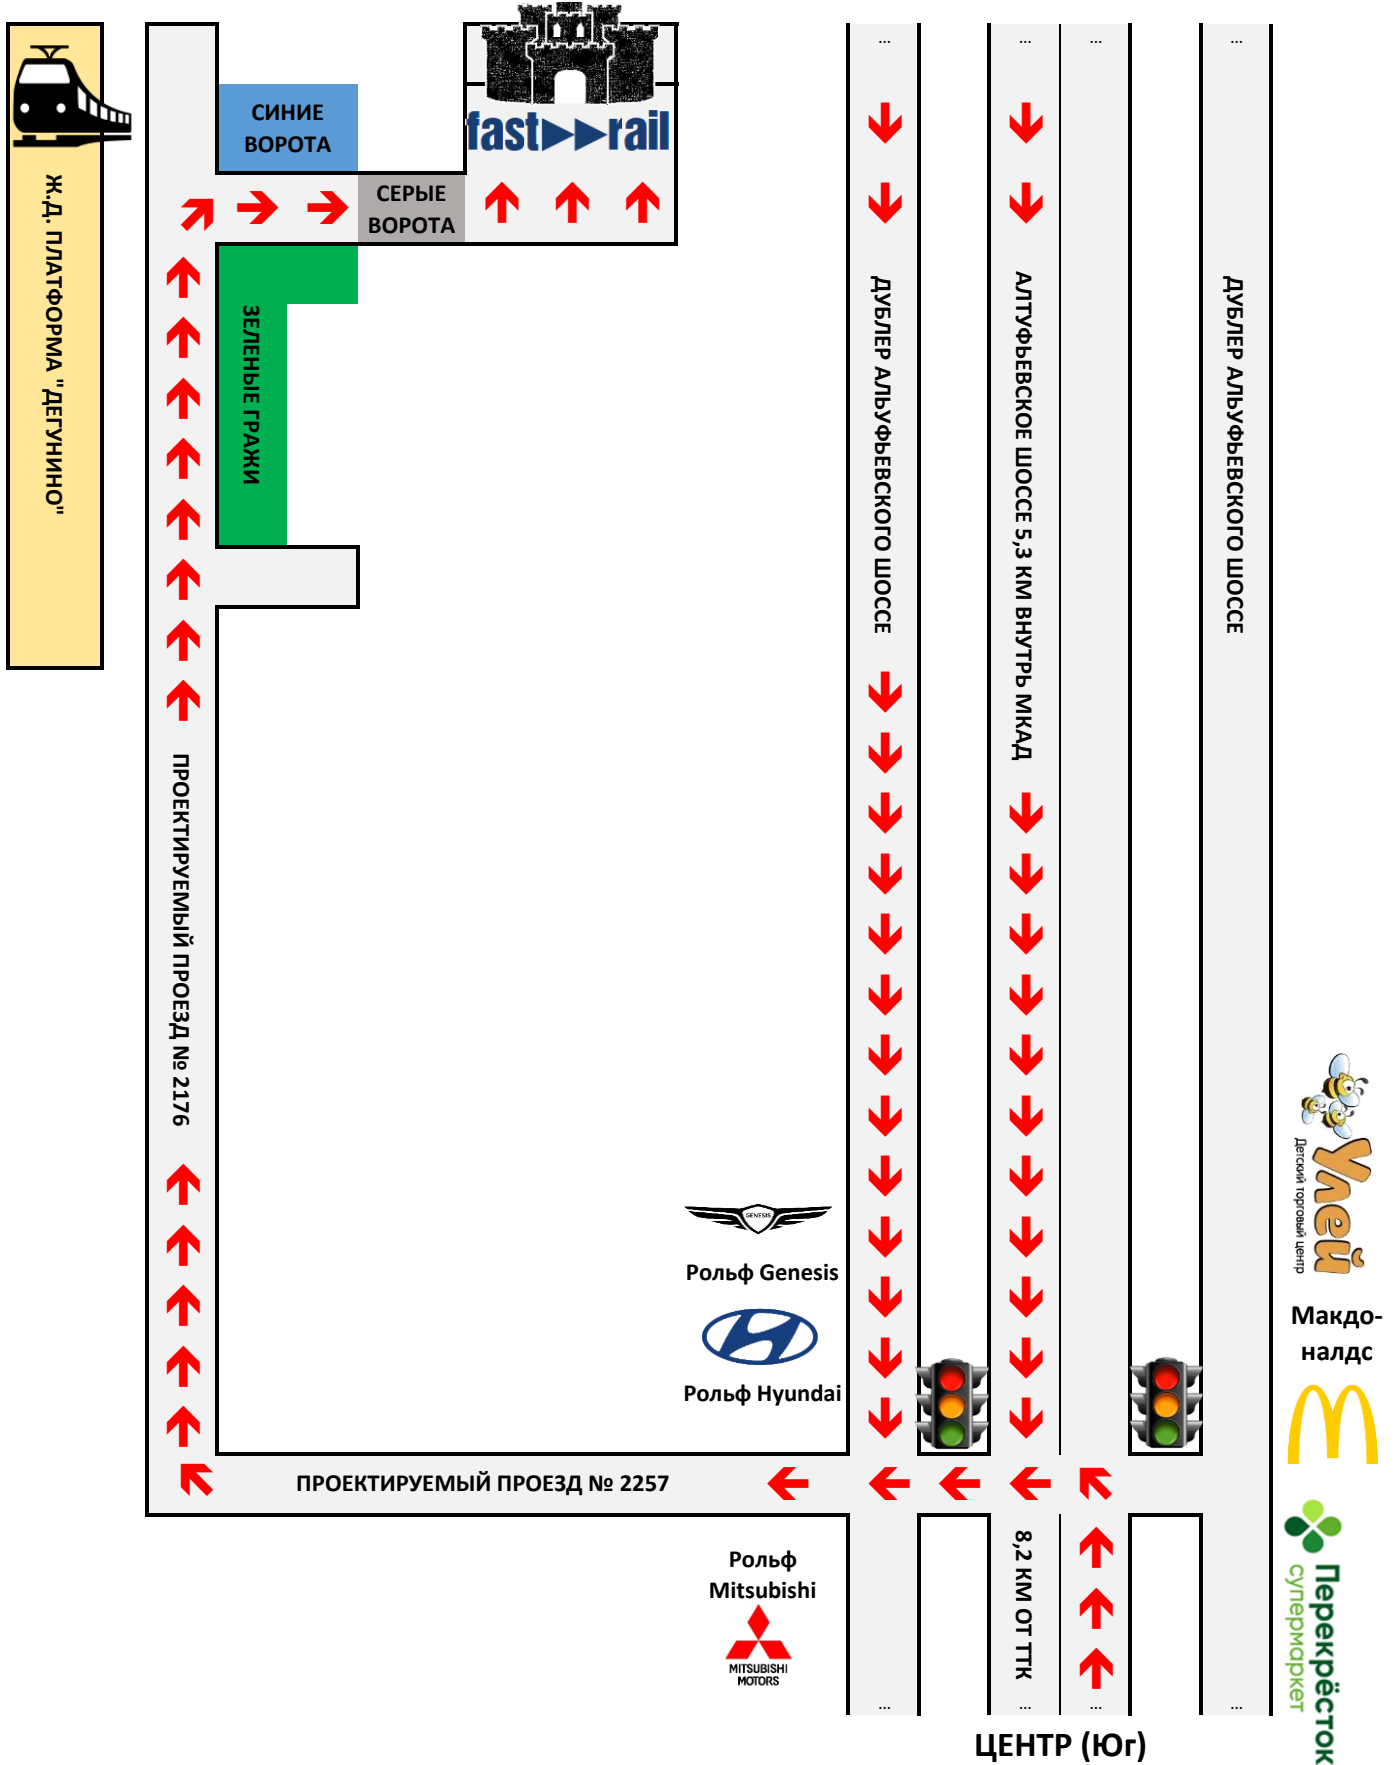 СИНИЕ
ВОРОТА
fast rail
СЕРЫЕ
ВОРОТА
Ж.Д. ПЛАТФОРМА "ДЕГУНИНО"
ЗЕЛЕНЫЕ ГРАЖИ
...
...
...
...
ДУБЛЕР АЛЬУФЬЕВСКОГО ШОССЕ
АЛТУФЬЕВСКОЕ ШОССЕ 5,3 КМ ВНУТРЬ МКАД
ДУБЛЕР АЛЬУФЬЕВСКОГО ШОССЕ
ПРОЕКТИРУЕМЫЙ ПРОЕЗД № 2176
Улей
Детский торговый центр
GENESIS
Рольф Genesis
Рольф Hyundai
Макдо-
налдс
ПРОЕКТИРУЕМЫЙ ПРОЕЗД № 2257
Рольф
Mitsubishi
MITSUBISHI
MOTORS
8,2 КМ ОТ ТТК
Перекрёсток
супермаркет
...
...
...
...
ЦЕНТР (Юг)